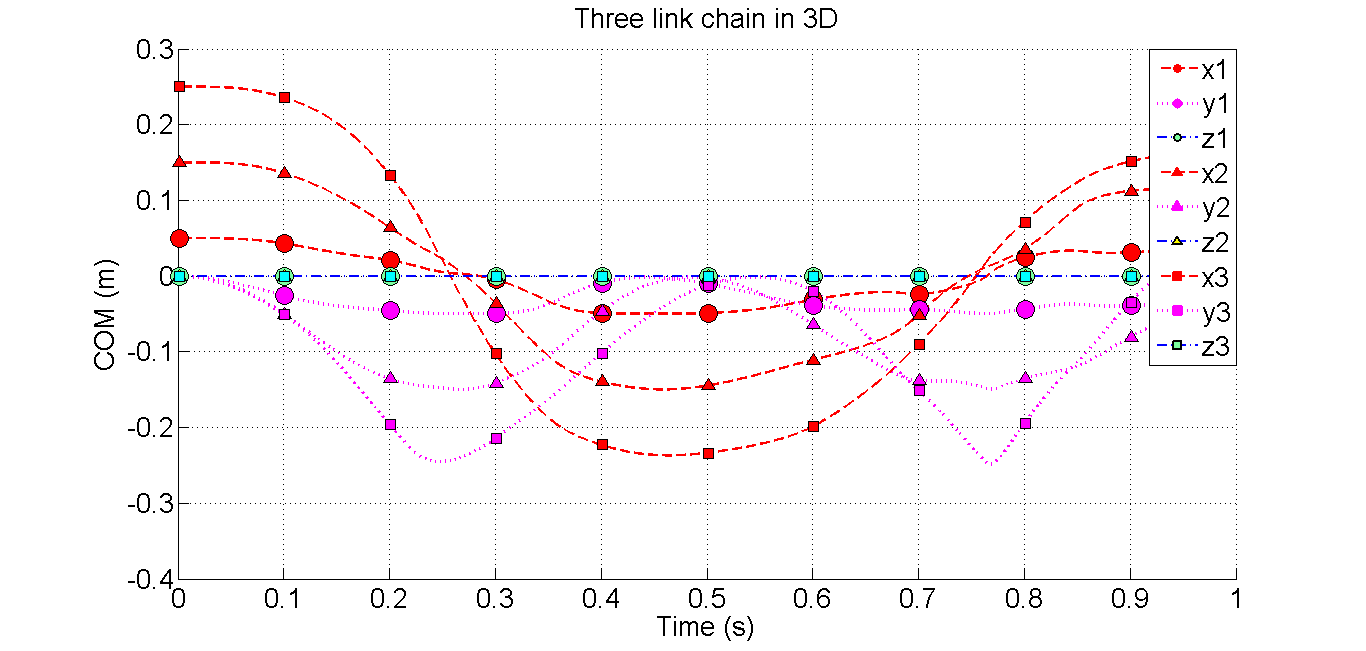 Three link chain in 3D
0.3
0.2
0.1
0
-0.1
-0.2
-0.3
-0.4
COM (m)
0 0.1 0.2 0.3 0.4 0.5 0.6 0.7 0.8 0.9 1
Time (s)
x1
y1
z1
x2
y2
z2
x3
y3
z3